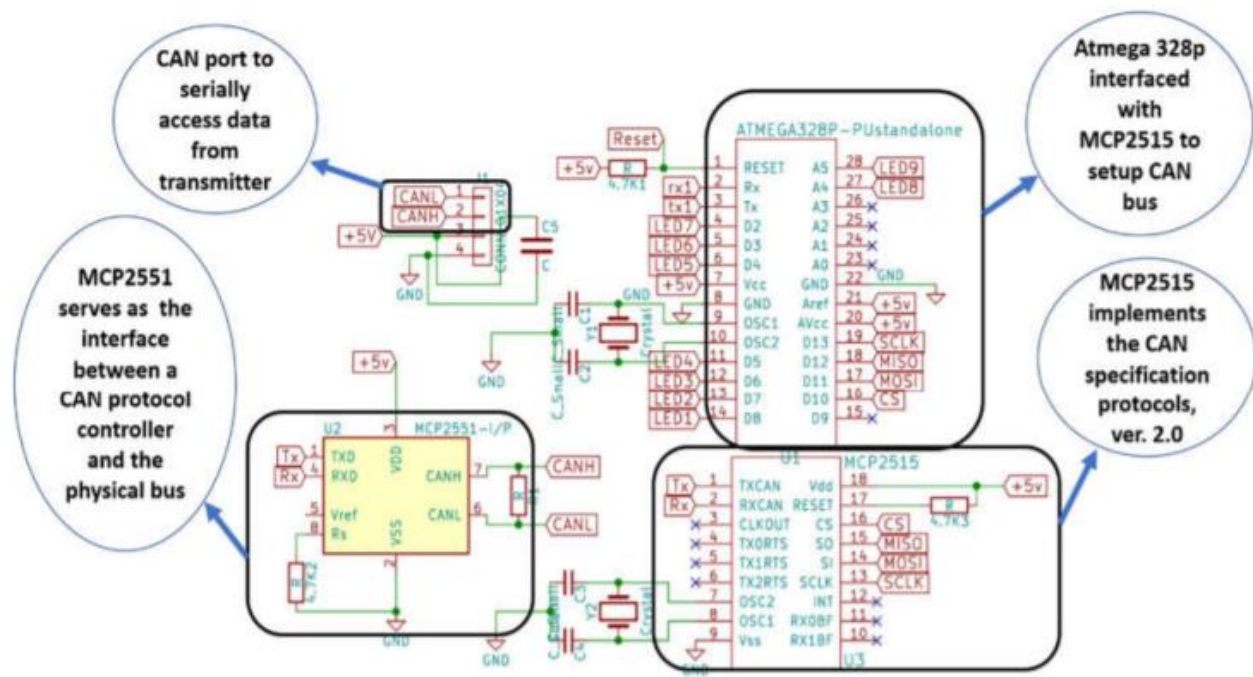 CAN port to
serially
access data
from
transmitter
Atmega 328p
interfaced
with
MCP2515 to
setup CAN
bus
MCP2551
serves as the
interface
between a
CAN protocol
controller
and the
physical bus
MCP2515
implements
the CAN
specification
protocols,
ver. 2.0
J1
CANL 1
CANH 2
3
+5V 4
GND
C5
C
Reset
+5v R
4.7K1
ATMEGA328P-PUstandalone
1 RESET A5 28 LED9
rx1 2 Rx A4 27 LED8
tx1 3 Tx A3 26
LED7 4 D2 A2 25
LED6 5 D3 A1 24
LED5 6 D4 A0 23
+5v 7 Vcc GND 22 GND
8 GND Aref 21 +5v
9 OSC1 AVcc 20 +5v
10 OSC2 D13 19 SCLK
LED4 11 D5 D12 18 MISO
LED3 12 D6 D11 17 MOSI
LED2 13 D7 D10 16 CS
LED1 14 D8 D9 15
U1
GND
C1
C2
C_Small
Y1
Crystal
GND
+5v
U2 3 MCP2551-I/P
Tx 1 TXD VDD
Rx 4 RXD CANH 7 CANH
R
5 Vref CANL 6 CANL
8 Rs VSS
2
R
4.7K2
GND
MCP2515
Tx 1 TXCAN Vdd 18 +5v
Rx 2 RXCAN RESET 17 R
4.7K3
3 CLKOUT CS 16 CS
4 TX0RTS SO 15 MISO
5 TX1RTS SI 14 MOSI
6 TX2RTS SCLK 13 SCLK
7 OSC2 INT 12
8 OSC1 RX0BF 11
9 Vss RX1BF 10
GND
U3
C3
C4
Y2
Crystal
GND